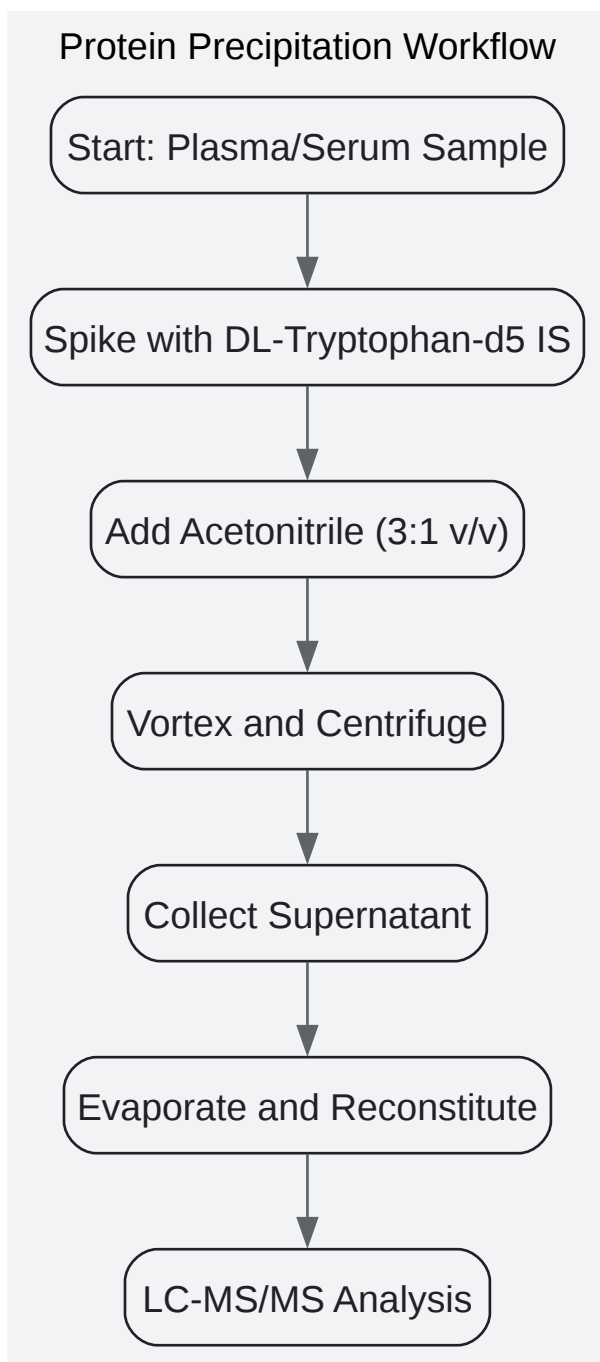 Protein Precipitation Workflow
Start: Plasma/Serum Sample
Spike with DL-Tryptophan-d5 IS
Add Acetonitrile (3:1 v/v)
Vortex and Centrifuge
Collect Supernatant
Evaporate and Reconstitute
LC-MS/MS Analysis